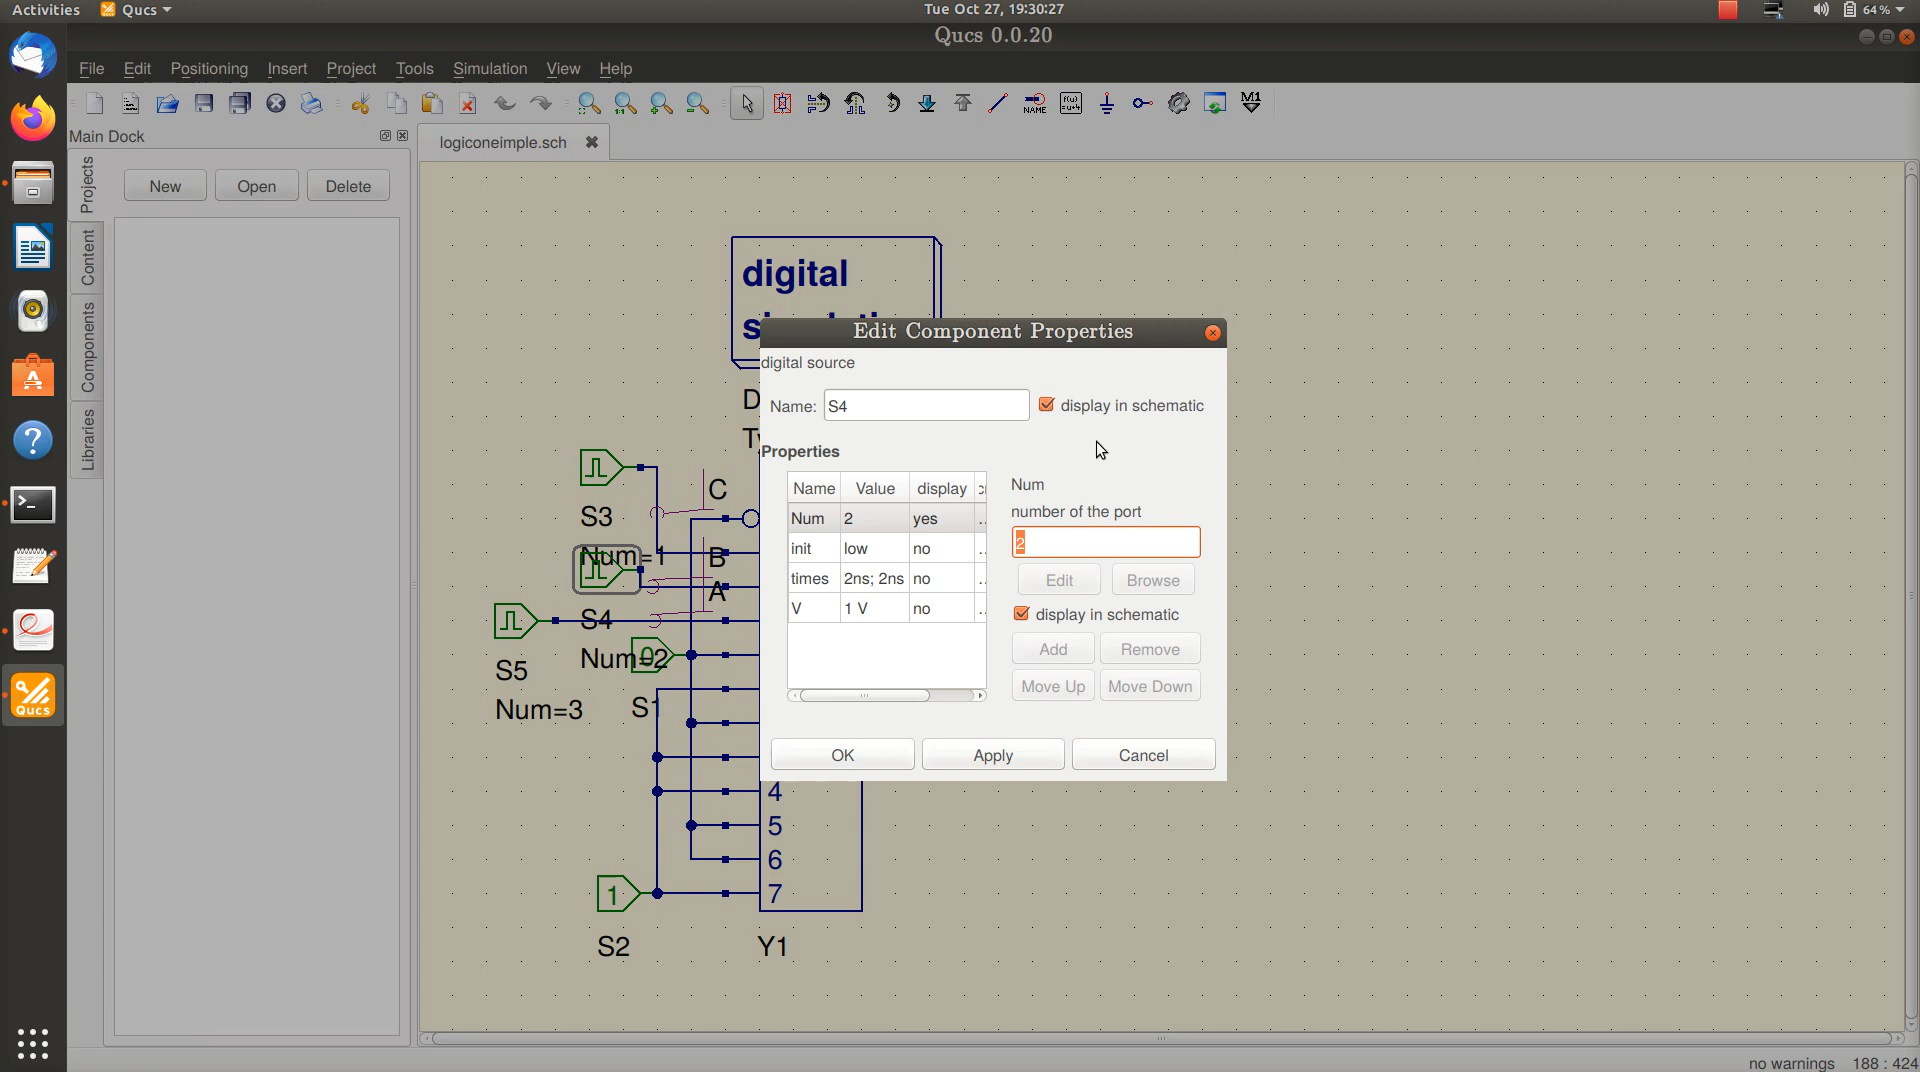 Activities
Qucs
Tue Oct 27, 19:30:27
64 %
Qucs 0.0.20
File Edit Positioning Insert Project Tools Simulation View Help
NAME
M1
Main Dock
logiconeimple.sch
Projects
Content
Components
Libraries
New Open Delete
digital
Edit Component Properties
digital source
Name: S4
display in schematic
Properties
Name Value display
Num 2 yes ..
init low no ..
times 2ns; 2ns no ..
V 1 V no ..
Num
number of the port
2
Edit Browse
display in schematic
Add Remove
Move Up Move Down
OK Apply Cancel
C
S3
Num=1
B
A
S4
Num=2
0
S5
Num=3
S1
4
5
6
1
7
S2
Y1
Qucs
no warnings 188 : 424